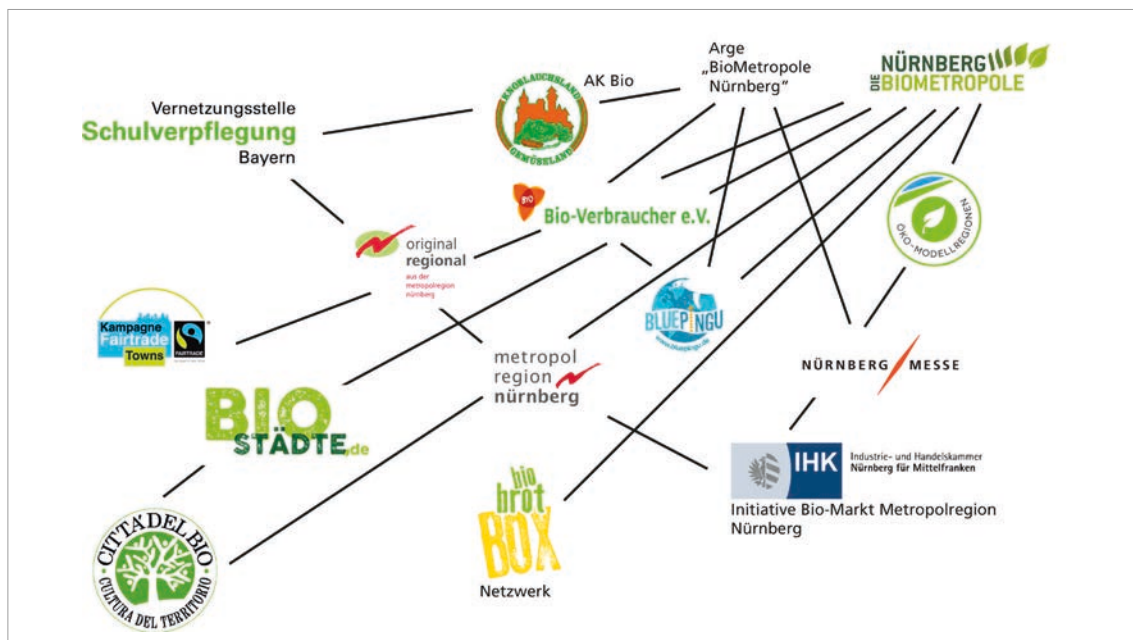 Vernetzungsstelle
Schulverpflegung
Bayern
KNOBLAUCHSLAND
GEMÜSELAND
AK Bio
Arge
„BioMetropole
Nürnberg“
NÜRNBERG
DIE BIOMETROPOLE
BIO
Bio-Verbraucher e.V.
ÖKO-MODELLREGIONEN
original
regional
aus der
metropolregion
nürnberg
Kampagne
Fairtrade
Towns
FAIRTRADE
BLUEPINGU
www.bluepingu.de
metropol
region
nürnberg
NÜRNBERG MESSE
BIO
STÄDTE.de
IHK
Industrie- und Handelskammer
Nürnberg für Mittelfranken
Initiative Bio-Markt Metropolregion
Nürnberg
bio
brot
BOX
Netzwerk
CITTÀ DEL BIO
CULTURA DEL TERRITORIO